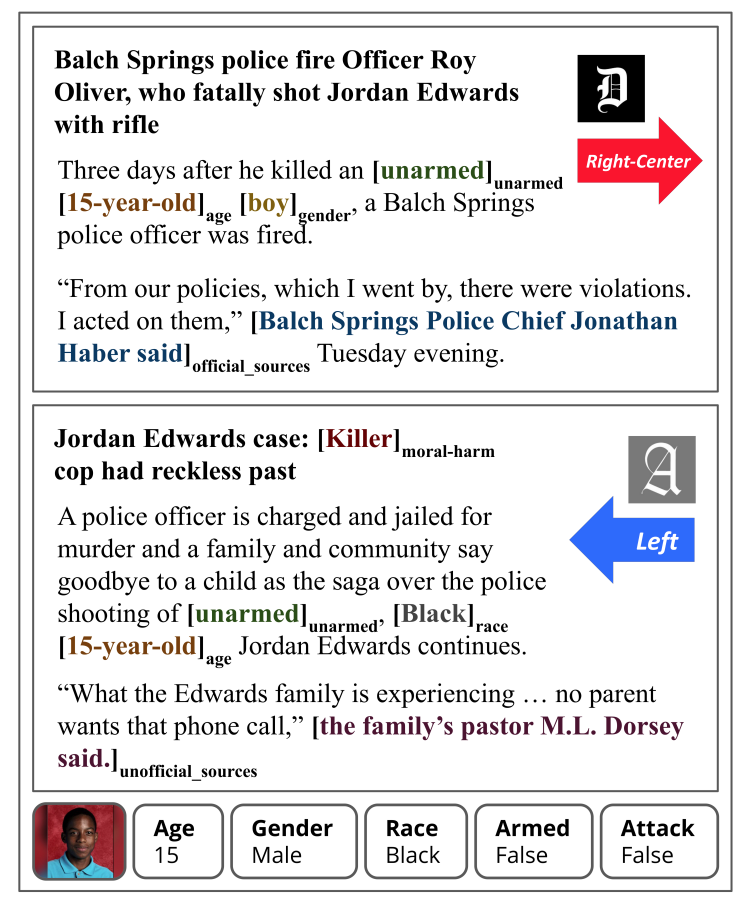 Balch Springs police fire Officer Roy
Oliver, who fatally shot Jordan Edwards
with rifle
D
Right-Center
Three days after he killed an [unarmed]unarmed
[15-year-old]age [boy]gender, a Balch Springs
police officer was fired.
“From our policies, which I went by, there were violations.
I acted on them,” [Balch Springs Police Chief Jonathan
Haber said]official_sources Tuesday evening.
Jordan Edwards case: [Killer]moral-harm
cop had reckless past
A
Left
A police officer is charged and jailed for
murder and a family and community say
goodbye to a child as the saga over the police
shooting of [unarmed]unarmed, [Black]race
[15-year-old]age Jordan Edwards continues.
“What the Edwards family is experiencing … no parent
wants that phone call,” [the family’s pastor M.L. Dorsey
said.]unofficial_sources
Age Gender Race Armed Attack
15 Male Black False False